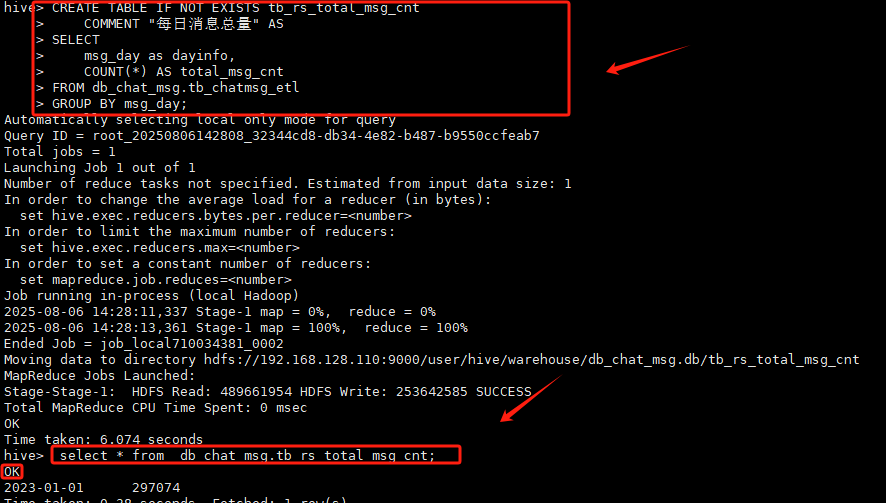 hive> CREATE TABLE IF NOT EXISTS tb_rs_total_msg_cnt
    >     COMMENT "每日消息总量" AS
    > SELECT
    >     msg_day as dayinfo,
    >     COUNT(*) AS total_msg_cnt
    > FROM db_chat_msg.tb_chatmsg_etl
    > GROUP BY msg_day;
Automatically selecting local only mode for query
Query ID = root_20250806142808_32344cd8-db34-4e82-b487-b9550ccfeab7
Total jobs = 1
Launching Job 1 out of 1
Number of reduce tasks not specified. Estimated from input data size: 1
In order to change the average load for a reducer (in bytes):
  set hive.exec.reducers.bytes.per.reducer=<number>
In order to limit the maximum number of reducers:
  set hive.exec.reducers.max=<number>
In order to set a constant number of reducers:
  set mapreduce.job.reduces=<number>
Job running in-process (local Hadoop)
2025-08-06 14:28:11,337 Stage-1 map = 0%,  reduce = 0%
2025-08-06 14:28:13,361 Stage-1 map = 100%,  reduce = 100%
Ended Job = job_local710034381_0002
Moving data to directory hdfs://192.168.128.110:9000/user/hive/warehouse/db_chat_msg.db/tb_rs_total_msg_cnt
MapReduce Jobs Launched:
Stage-Stage-1:  HDFS Read: 489661954 HDFS Write: 253642585 SUCCESS
Total MapReduce CPU Time Spent: 0 msec
OK
Time taken: 6.074 seconds
hive>  select * from  db_chat_msg.tb_rs_total_msg_cnt;
OK
2023-01-01      297074
Time taken: 0.38 seconds, Fetched: 1 row(s)